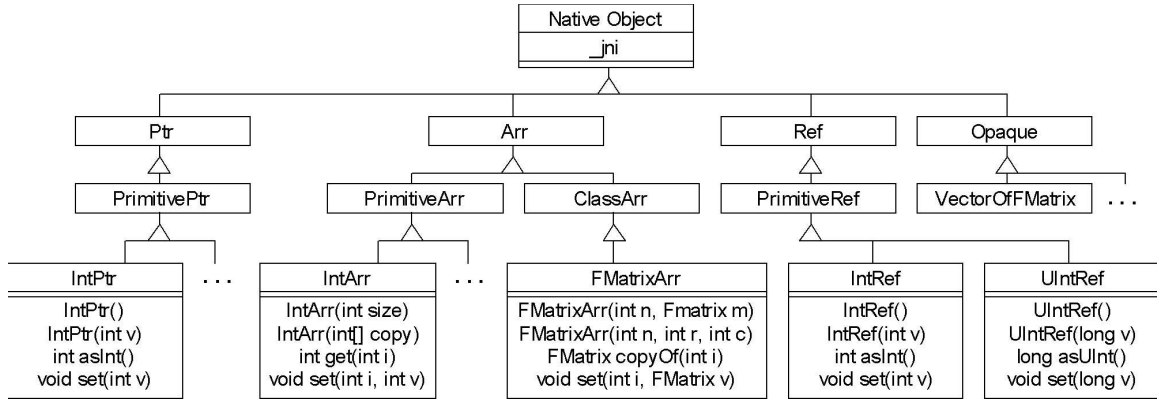 Native Object
_jni
Ptr
Arr
Ref
Opaque
PrimitivePtr
PrimitiveArr
ClassArr
PrimitiveRef
VectorOfFMatrix
...
IntPtr
...
IntArr
...
FMatrixArr
IntRef
UIntRef
IntPtr()
IntPtr(int v)
int asInt()
void set(int v)
IntArr(int size)
IntArr(int[] copy)
int get(int i)
void set(int i, int v)
FMatrixArr(int n, Fmatrix m)
FMatrixArr(int n, int r, int c)
FMatrix copyOf(int i)
void set(int i, FMatrix v)
IntRef()
IntRef(int v)
int asInt()
void set(int v)
UIntRef()
UIntRef(long v)
long asUInt()
void set(long v)